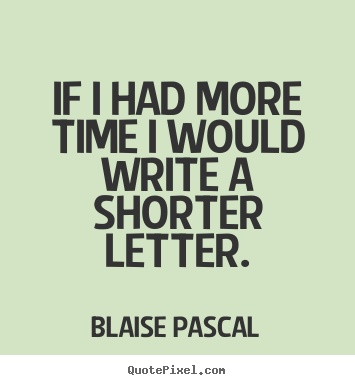 IF I HAD MORE
TIME I WOULD
WRITE A
SHORTER
LETTER.
BLAISE PASCAL
QuotePixel.com